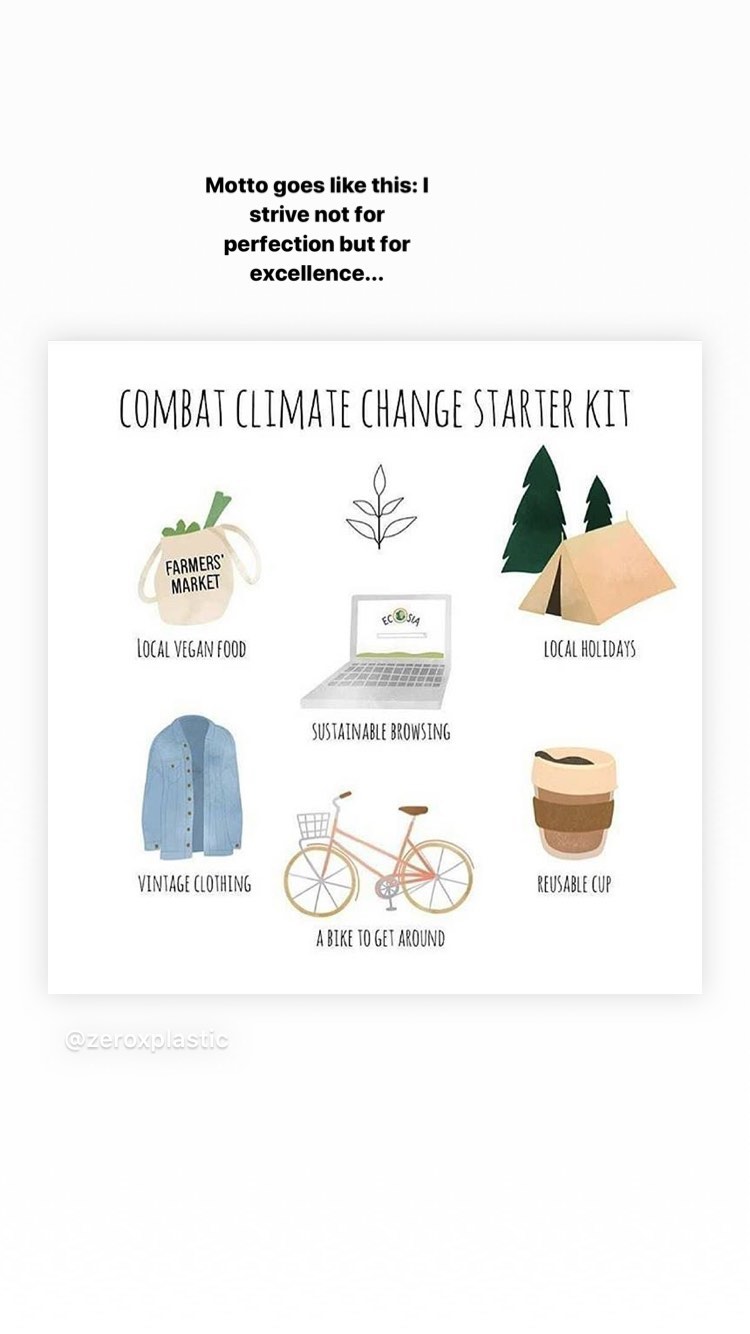 Motto goes like this: I
strive not for
perfection but for
excellence...
COMBAT CLIMATE CHANGE STARTER KIT
FARMERS'
MARKET
LOCAL VEGAN FOOD
ECOSIA
SUSTAINABLE BROWSING
LOCAL HOLIDAYS
VINTAGE CLOTHING
A BIKE TO GET AROUND
REUSABLE CUP
@zeroxplastic